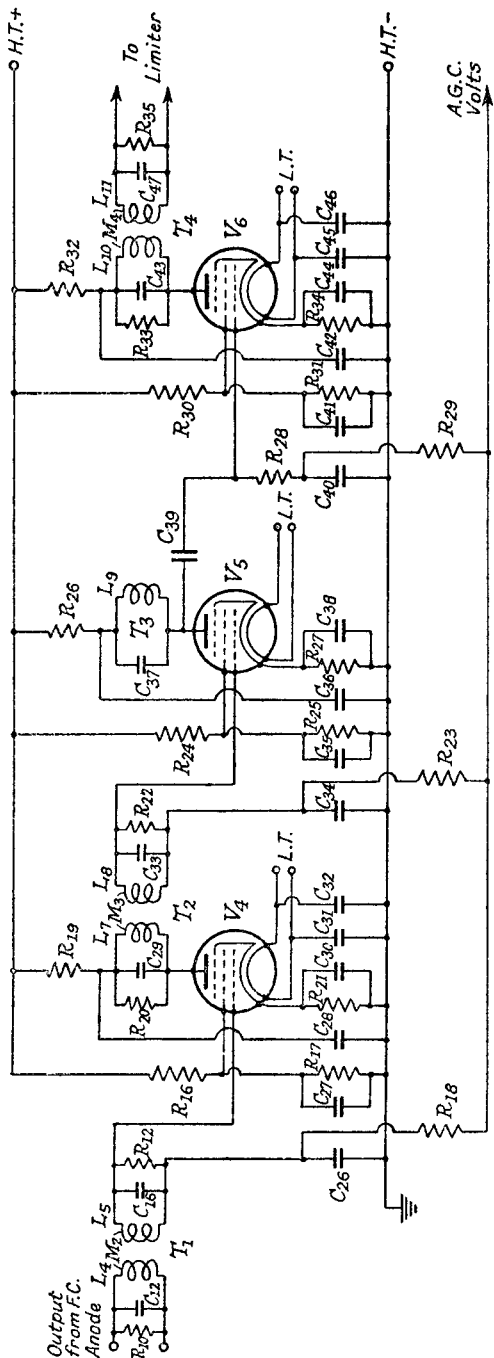 H.T.+
To
Limiter
R35
C47
L11
M4
L10
T4
C43
R33
R32
V6
L.T.
C46
C45
C44
R34
C42
R31
C41
R30
R28
C40
R29
C39
R26
L9
T3
C37
V5
L.T.
C38
R27
C36
R25
C35
R24
R22
C33
L8
M3
L7
T2
C29
R20
R19
C34
R23
V4
L.T.
C32
C31
C30
R21
C28
R17
C27
R16
R12
C16
L5
M2
L4
T1
C12
R10
C26
R18
Output
from F.C.
Anode
H.T.-
A.G.C.
Volts